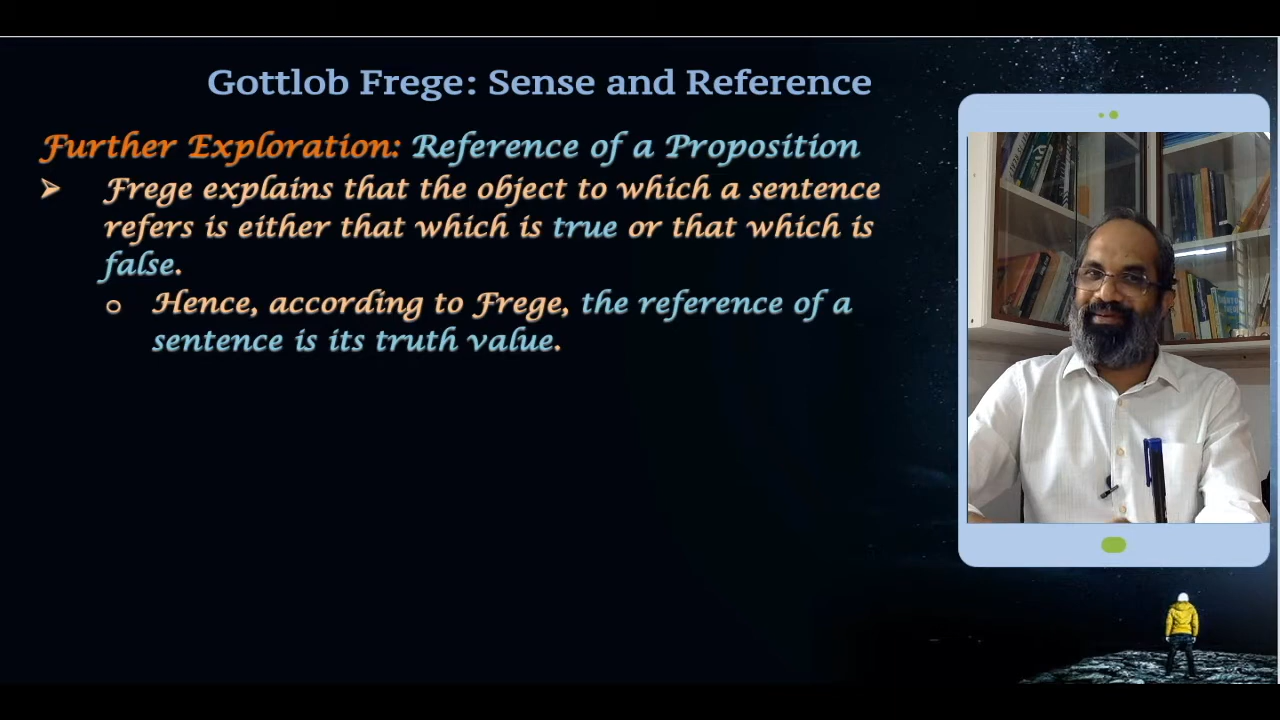 Gottlob Frege: Sense and Reference
Further Exploration: Reference of a Proposition
➢ Frege explains that the object to which a sentence
refers is either that which is true or that which is
false.
o Hence, according to Frege, the reference of a
sentence is its truth value.